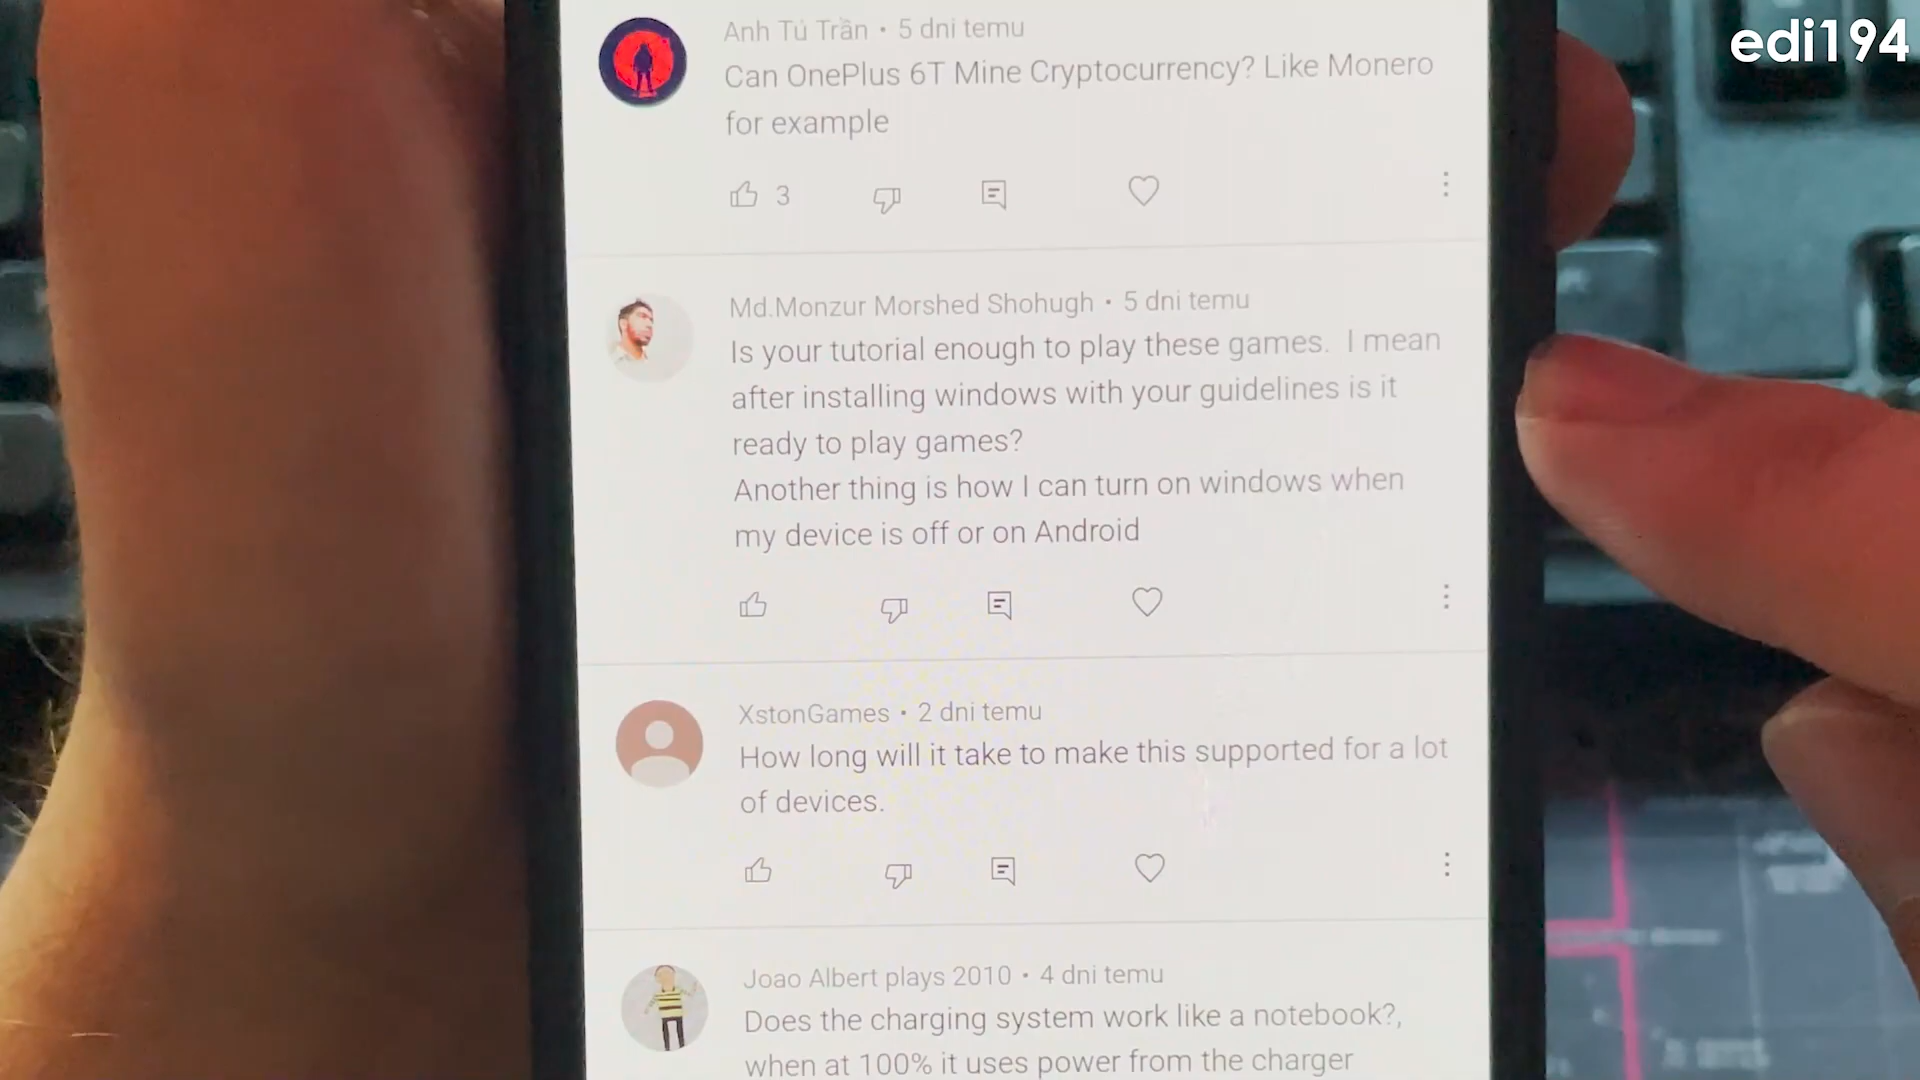 edi194
Anh Tủ Trần • 5 dni temu
Can OnePlus 6T Mine Cryptocurrency? Like Monero
for example
3
Md.Monzur Morshed Shohugh • 5 dni temu
Is your tutorial enough to play these games. I mean
after installing windows with your guidelines is it
ready to play games?
Another thing is how I can turn on windows when
my device is off or on Android
XstonGames • 2 dni temu
How long will it take to make this supported for a lot
of devices.
Joao Albert plays 2010 • 4 dni temu
Does the charging system work like a notebook?,
when at 100% it uses power from the charger